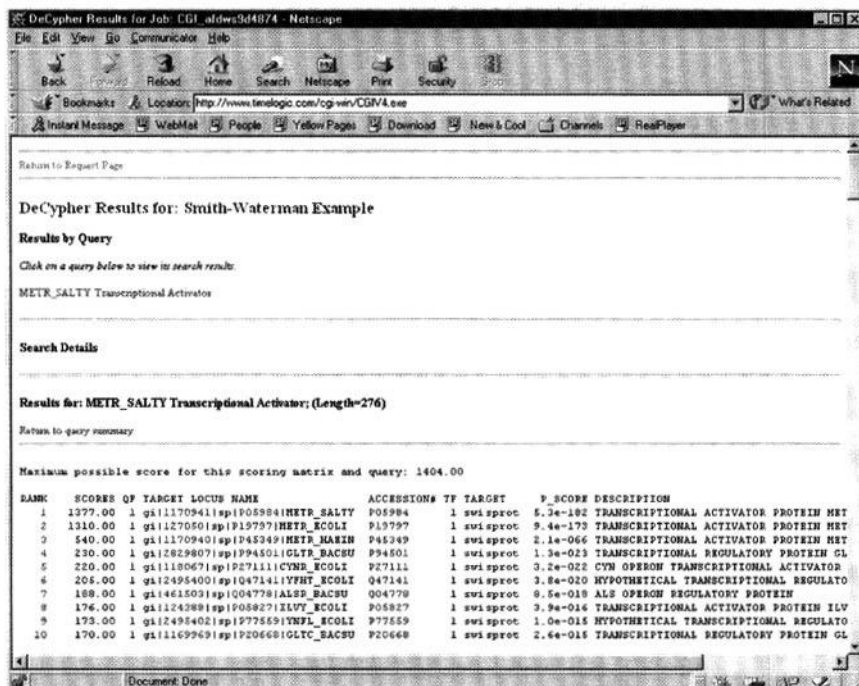 DeCypher Results for Job: CGI_afdws9d4874 - Netscape
File Edit View Go Communicator Help
Back Forward Reload Home Search Netscape Print Security Stop
N
Bookmarks Location: http://www.timelogic.com/cgi-win/CGIV4.exe What's Related
Instant Message WebMail People Yellow Pages Download New & Cool Channels RealPlayer
Return to Request Page
DeCypher Results for: Smith-Waterman Example
Results by Query
Click on a query below to view its search results.
METR_SALTY Transcriptional Activator
Search Details
Results for: METR_SALTY Transcriptional Activator; (Length=276)
Return to query summary
Maximum possible score for this scoring matrix and query: 1404.00
RANK SCORES QF TARGET LOCUS NAME ACCESSION# TF TARGET P_SCORE DESCRIPTION
1 1377.00 1 gi|1170941|sp|P05984|METR_SALTY P05984 1 swisprot 5.3e-182 TRANSCRIPTIONAL ACTIVATOR PROTEIN MET
2 1310.00 1 gi|127050|sp|P19797|METR_ECOLI P19797 1 swisprot 9.4e-173 TRANSCRIPTIONAL ACTIVATOR PROTEIN MET
3 540.00 1 gi|1170940|sp|P45349|METR_HAEIN P45349 1 swisprot 2.1e-066 TRANSCRIPTIONAL ACTIVATOR PROTEIN MET
4 230.00 1 gi|2829807|sp|P94501|GLTR_BACSU P94501 1 swisprot 1.3e-023 TRANSCRIPTIONAL REGULATORY PROTEIN GL
5 220.00 1 gi|118067|sp|P27111|CYNR_ECOLI P27111 1 swisprot 3.2e-022 CYN OPERON TRANSCRIPTIONAL ACTIVATOR
6 205.00 1 gi|2495400|sp|Q47141|YFHT_ECOLI Q47141 1 swisprot 3.8e-020 HYPOTHETICAL TRANSCRIPTIONAL REGULATO
7 188.00 1 gi|461503|sp|Q04778|ALSR_BACSU Q04778 1 swisprot 8.5e-018 ALS OPERON REGULATORY PROTEIN
8 176.00 1 gi|124389|sp|P05827|ILVY_ECOLI P05827 1 swisprot 3.9e-016 TRANSCRIPTIONAL ACTIVATOR PROTEIN ILV
9 173.00 1 gi|2495402|sp|P77559|YNFL_ECOLI P77559 1 swisprot 1.0e-015 HYPOTHETICAL TRANSCRIPTIONAL REGULATO
10 170.00 1 gi|1169969|sp|P20668|GLTC_BACSU P20668 1 swisprot 2.6e-015 TRANSCRIPTIONAL REGULATORY PROTEIN GL
Document: Done